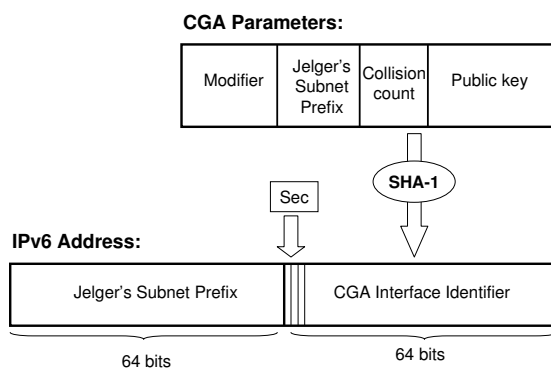 CGA Parameters:
Modifier
Jelger's
Subnet
Prefix
Collision
count
Public key
SHA-1
Sec
IPv6 Address:
Jelger's Subnet Prefix
CGA Interface Identifier
64 bits
64 bits